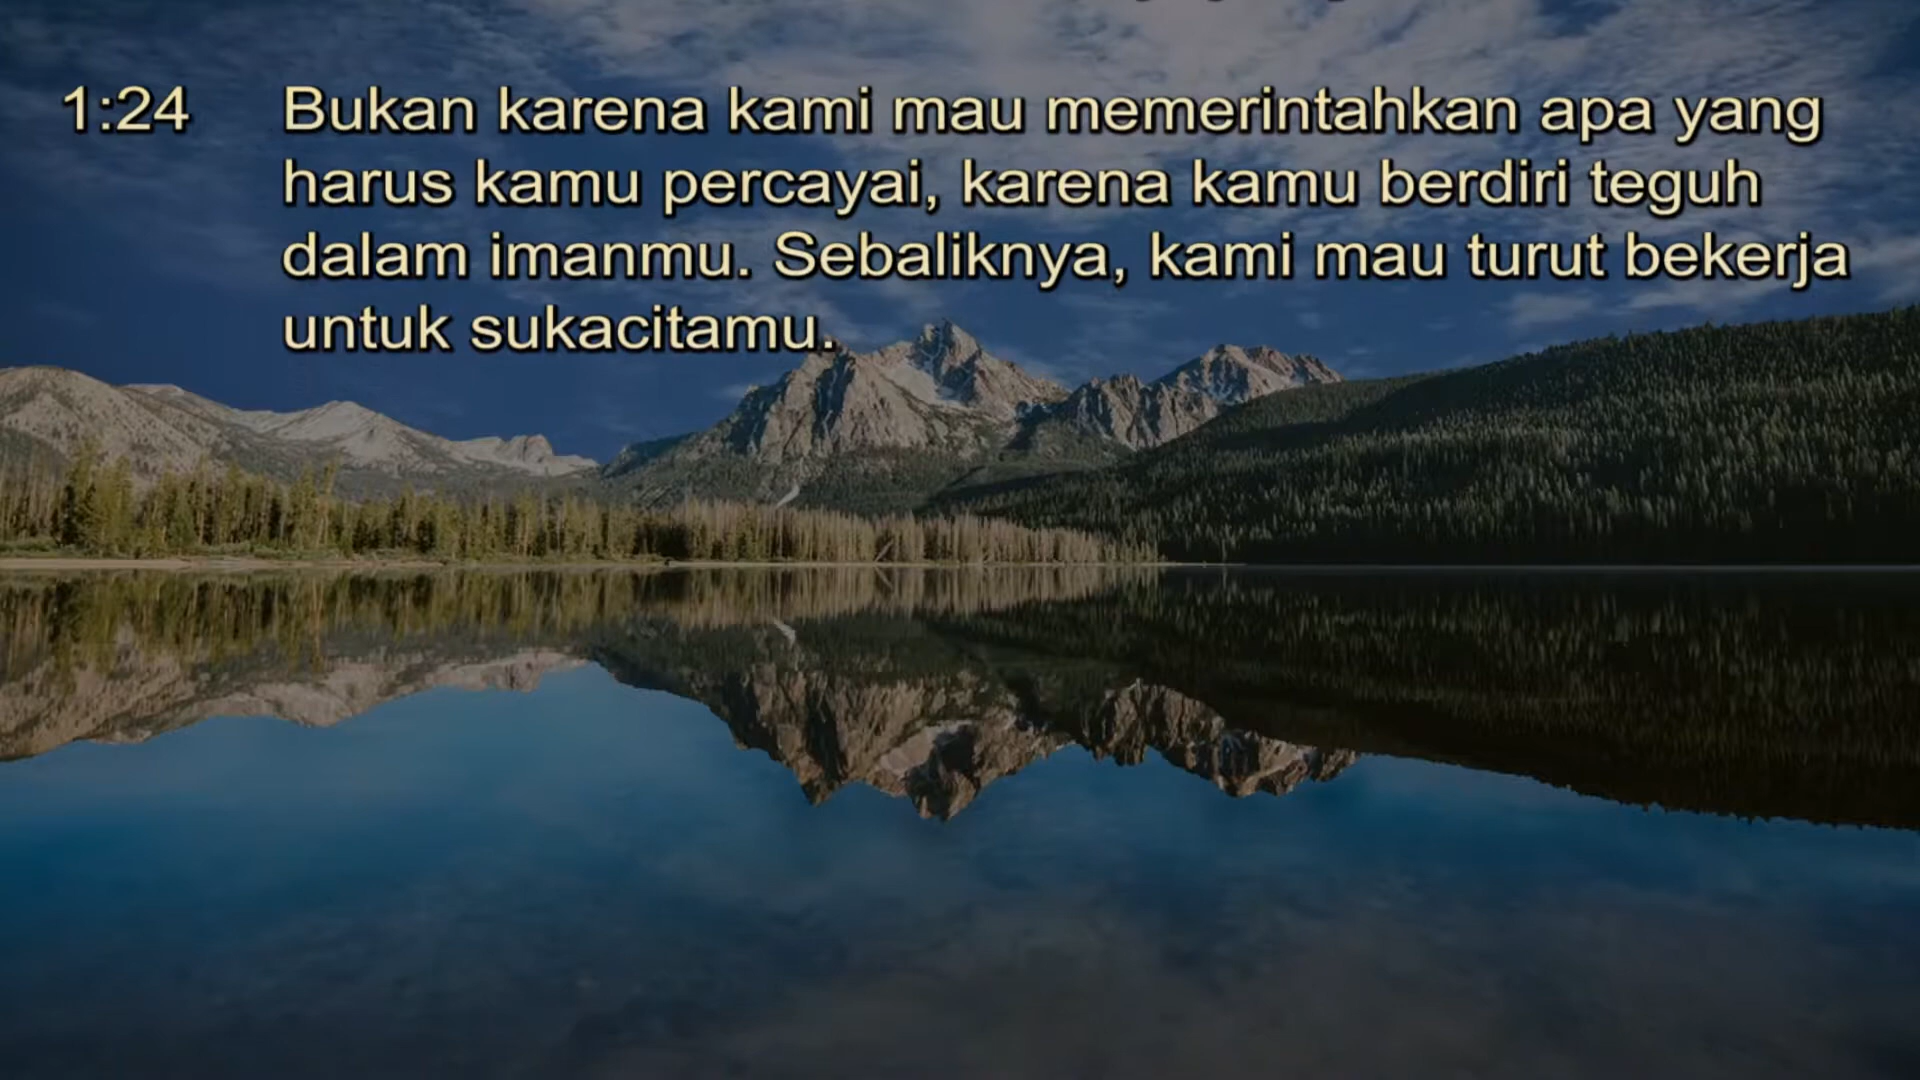 1:24 Bukan karena kami mau memerintahkan apa yang
harus kamu percayai, karena kamu berdiri teguh
dalam imanmu. Sebaliknya, kami mau turut bekerja
untuk sukacitamu.